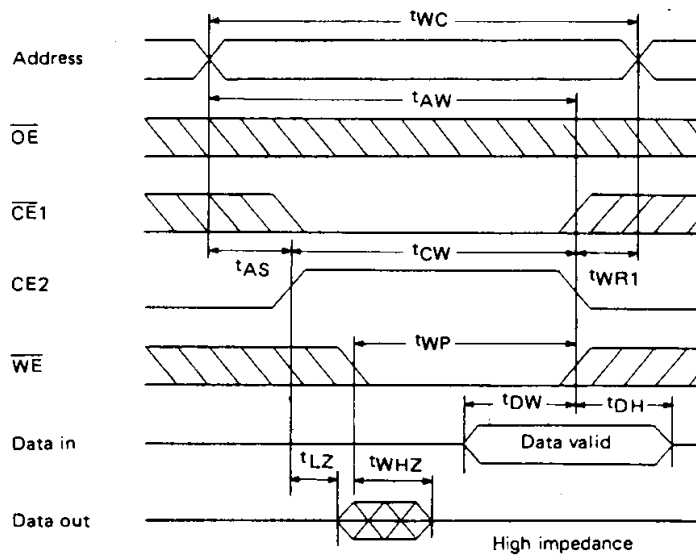 tWC
Address
tAW
OE
CE1
tAS
tCW
tWR1
CE2
tWP
WE
tDW
tDH
Data in
Data valid
tLZ
tWHZ
Data out
High impedance